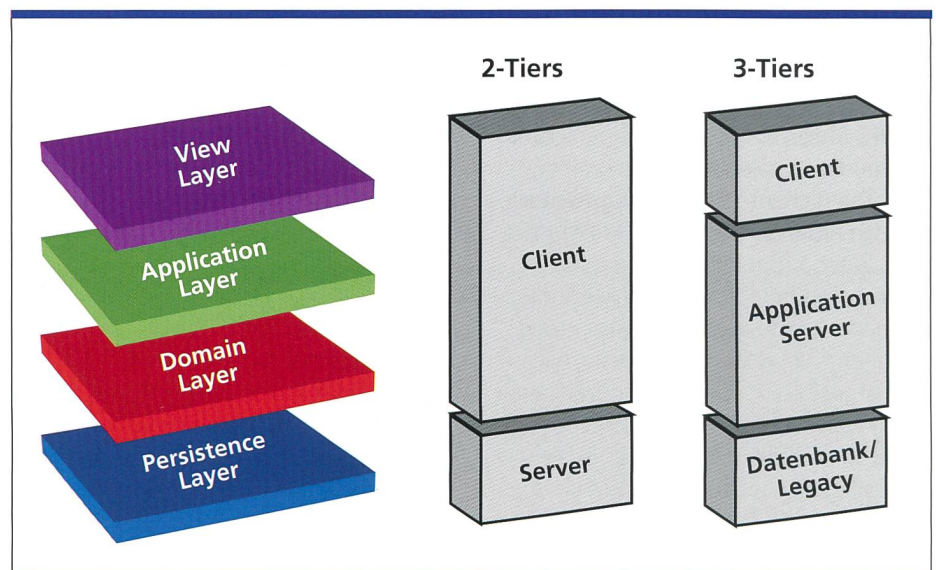 2-Tiers
3-Tiers
View
Layer
Application
Layer
Domain
Layer
Persistence
Layer
Client
Server
Client
Application
Server
Datenbank/
Legacy